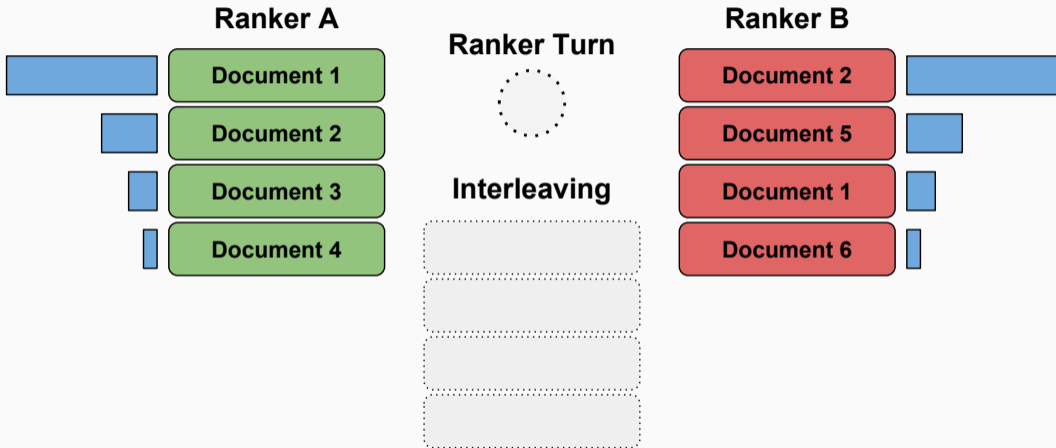 Ranker A
Document 1
Document 2
Document 3
Document 4
Ranker Turn
Interleaving
Ranker B
Document 2
Document 5
Document 1
Document 6